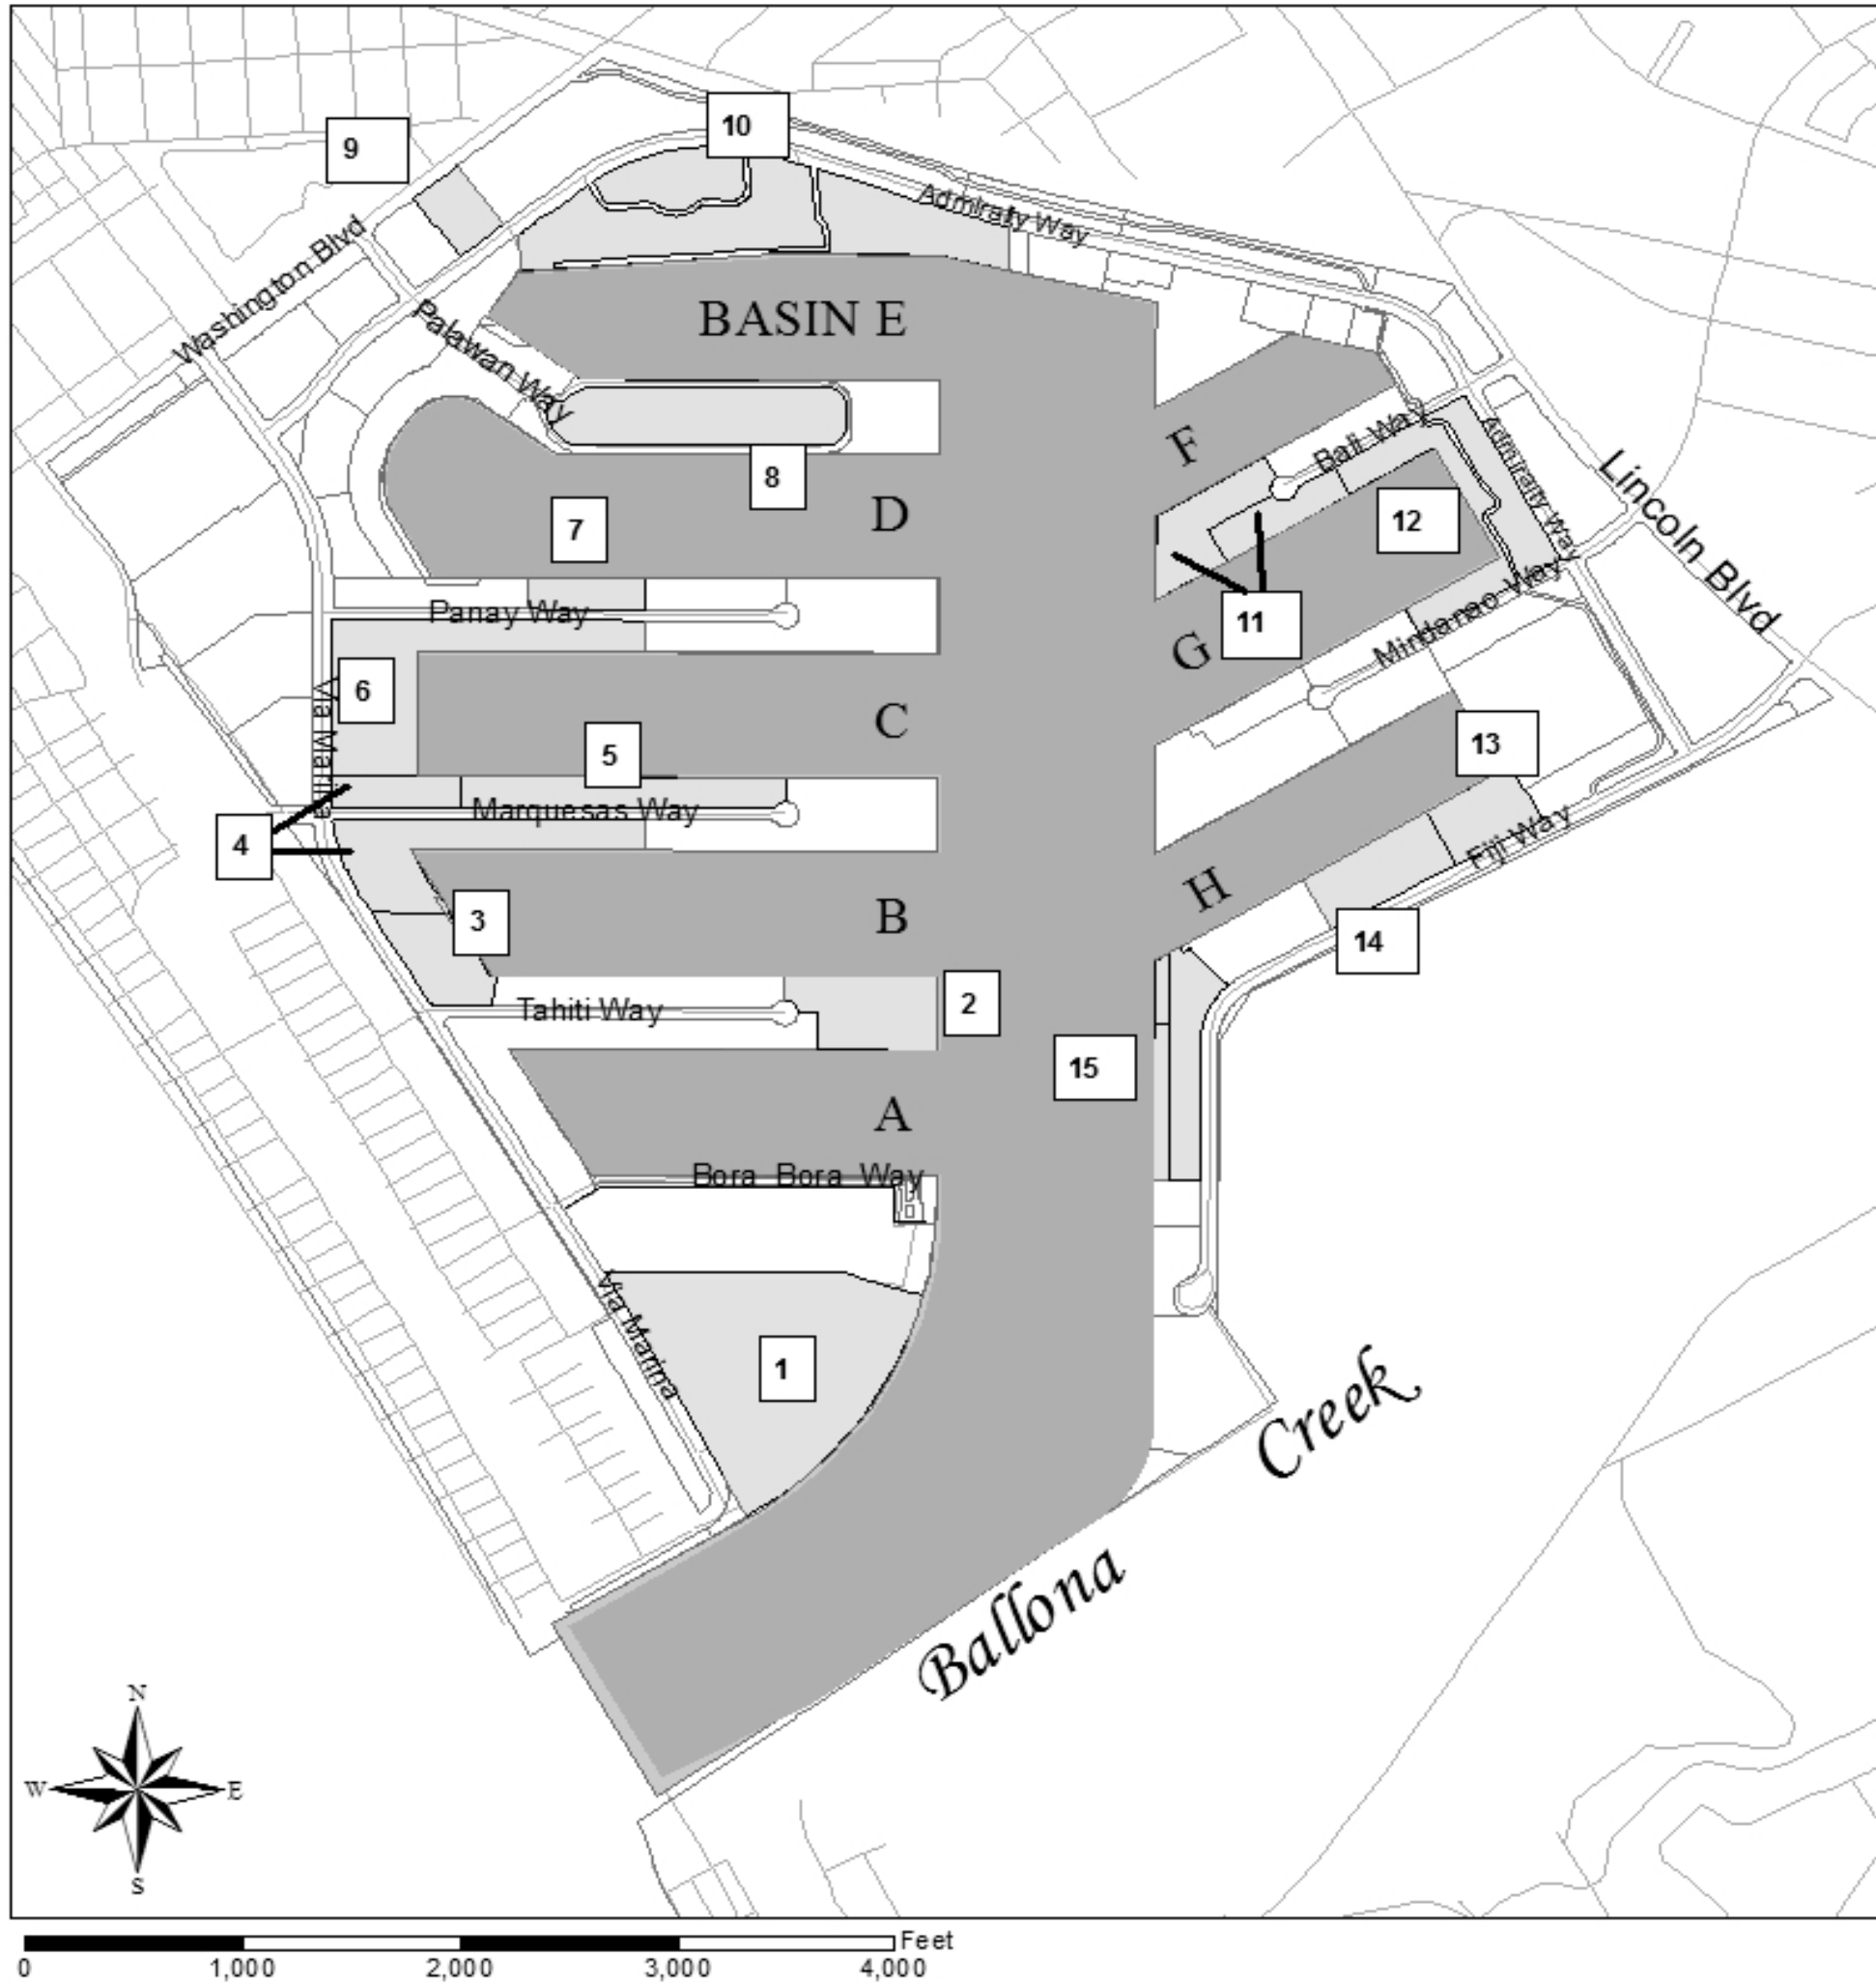 10
9
Admiralty Way
Washington Blvd
BASIN E
Palawan Way
F
Bali Wa
Admiralty Way
Lincoln Blvd
8
D
7
12
Panay Way
11
Mindanao Way
G
6
Via Marina
C
5
13
Marquesas Way
4
Fiji Way
H
B
3
14
2
Tahiti Way
15
A
Bora Bora Way
Via Marina
1
Ballona Creek
N
W E
S
Feet
0 1,000 2,000 3,000 4,000